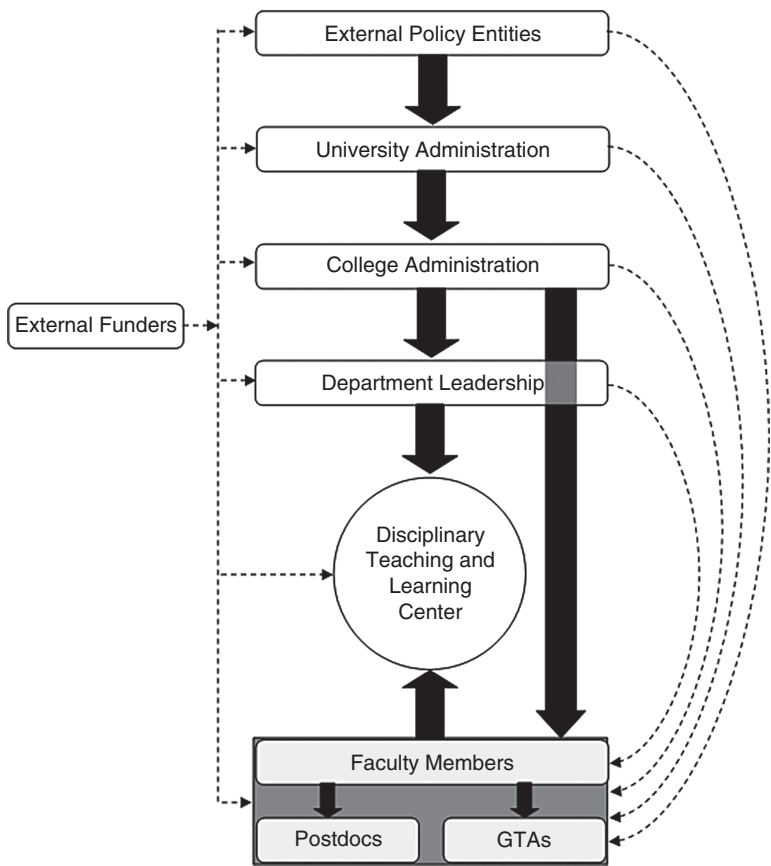 External Policy Entities
University Administration
College Administration
External Funders
Department Leadership
Disciplinary
Teaching and
Learning
Center
Faculty Members
Postdocs
GTAs